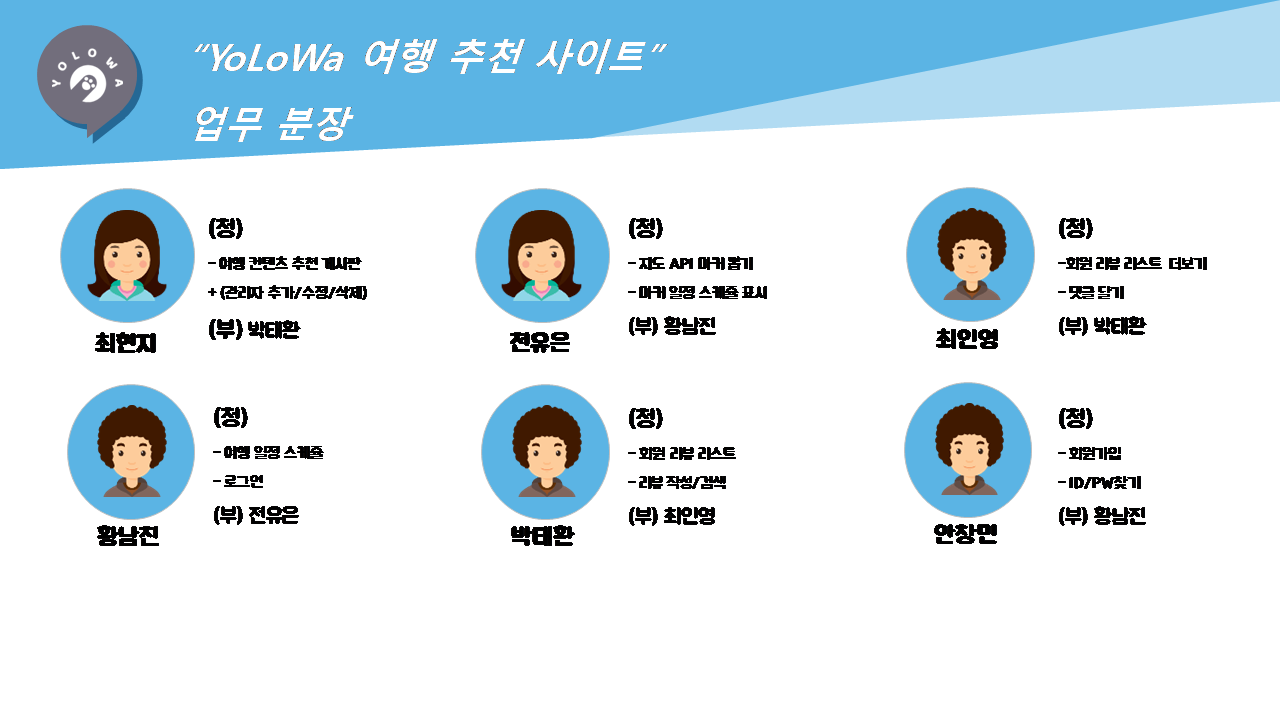 YOLOWA
“YoLoWa 여행 추천 사이트”
업무 분장
(정)
- 여행 컨텐츠 추천 게시판
+ (관리자 추가/수정/삭제)
(부) 박태환
최현지
(정)
- 지도 API 마커 뽑기
- 마커 일정 스케쥴 표시
(부) 황남진
전유은
(정)
-회원 리뷰 리스트 더보기
- 댓글 달기
(부) 박태환
최인영
(정)
- 여행 일정 스케쥴
- 로그인
(부) 전유은
황남진
(정)
- 회원 리뷰 리스트
- 리뷰 작성/검색
(부) 최인영
박태환
(정)
- 회원가입
- ID/PW찾기
(부) 황남진
안창면